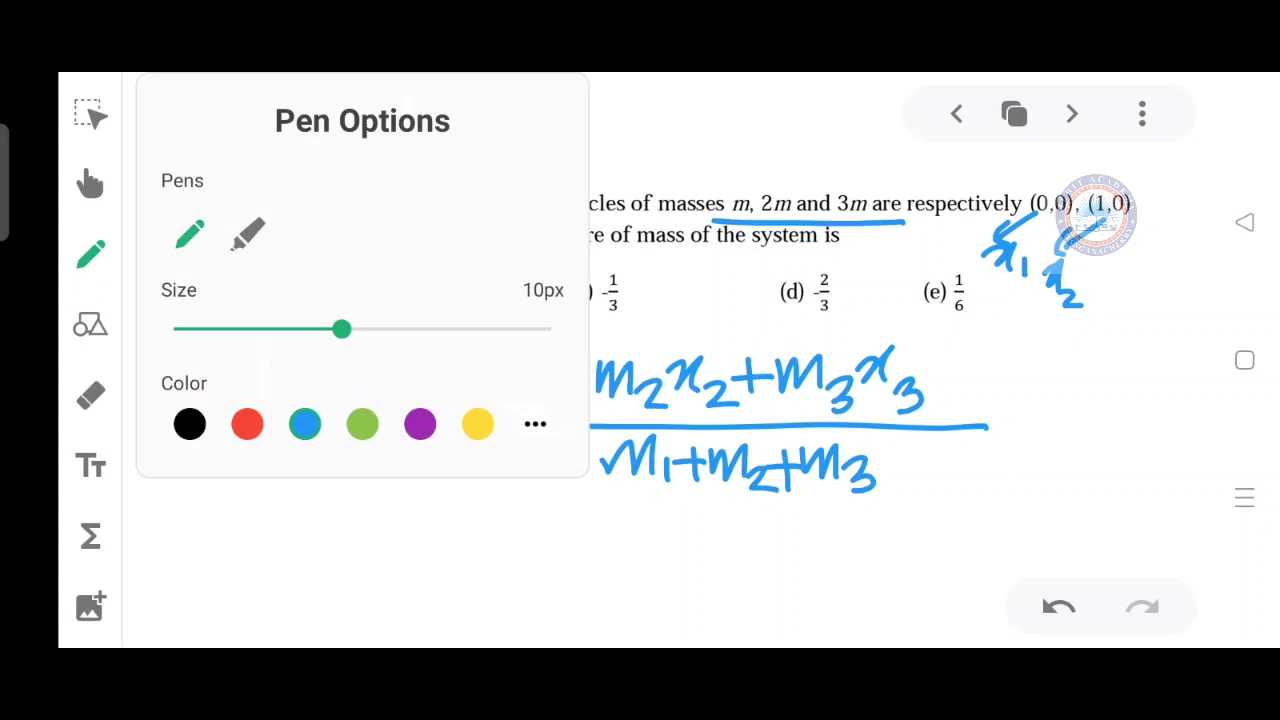 Pen Options
Pens
Size 10px
Color
cles of masses m, 2m and 3m are respectively (0,0), (1,0)
re of mass of the system is
) -1/3 (d) -2/3 (e) 1/6
x1 x2
m2x2+m3x3
m1+m2+m3
Tт
Σ